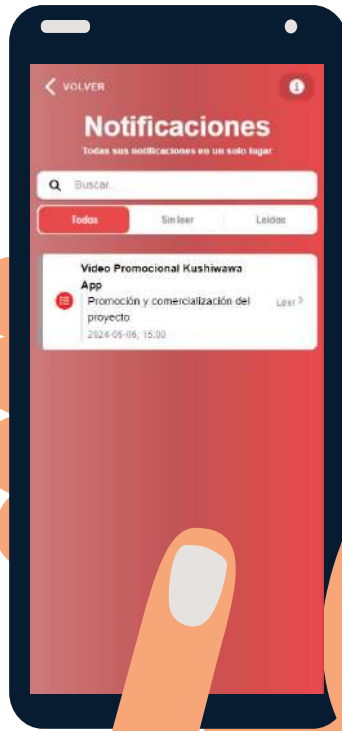 VOLVER
Notificaciones
Todas sus notificaciones en un solo lugar
Buscar
Todas Sin leer Leidas
Video Promocional Kushiwawa
App
Promoción y comercialización del
proyecto
Leer
2024-05-06, 15:00